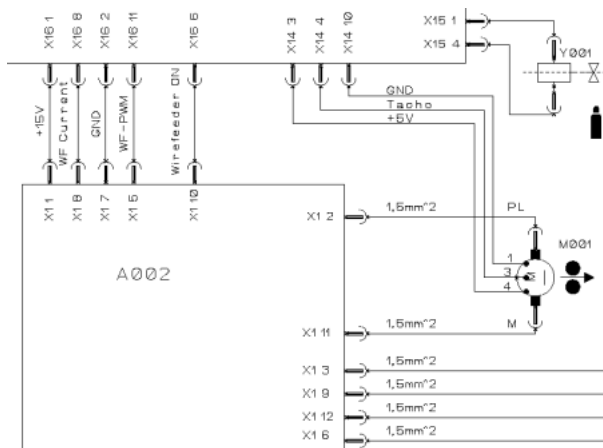 X16 1
X16 8
X16 2
X16 11
X16 6
X14 3
X14 4
X14 10
X15 1
X15 4
Y001
GND
Tacho
+5V
+15V
WF Current
GND
WF-PWM
Wirefeeder ON
X1 1
X1 8
X1 7
X1 5
X1 10
X1 2
1,5mm^2
PL
A002
M001
1
3
4
M
X1 11
1,5mm^2
M
X1 3
1,5mm^2
X1 9
1,5mm^2
X1 12
1,5mm^2
X1 6
1,5mm^2